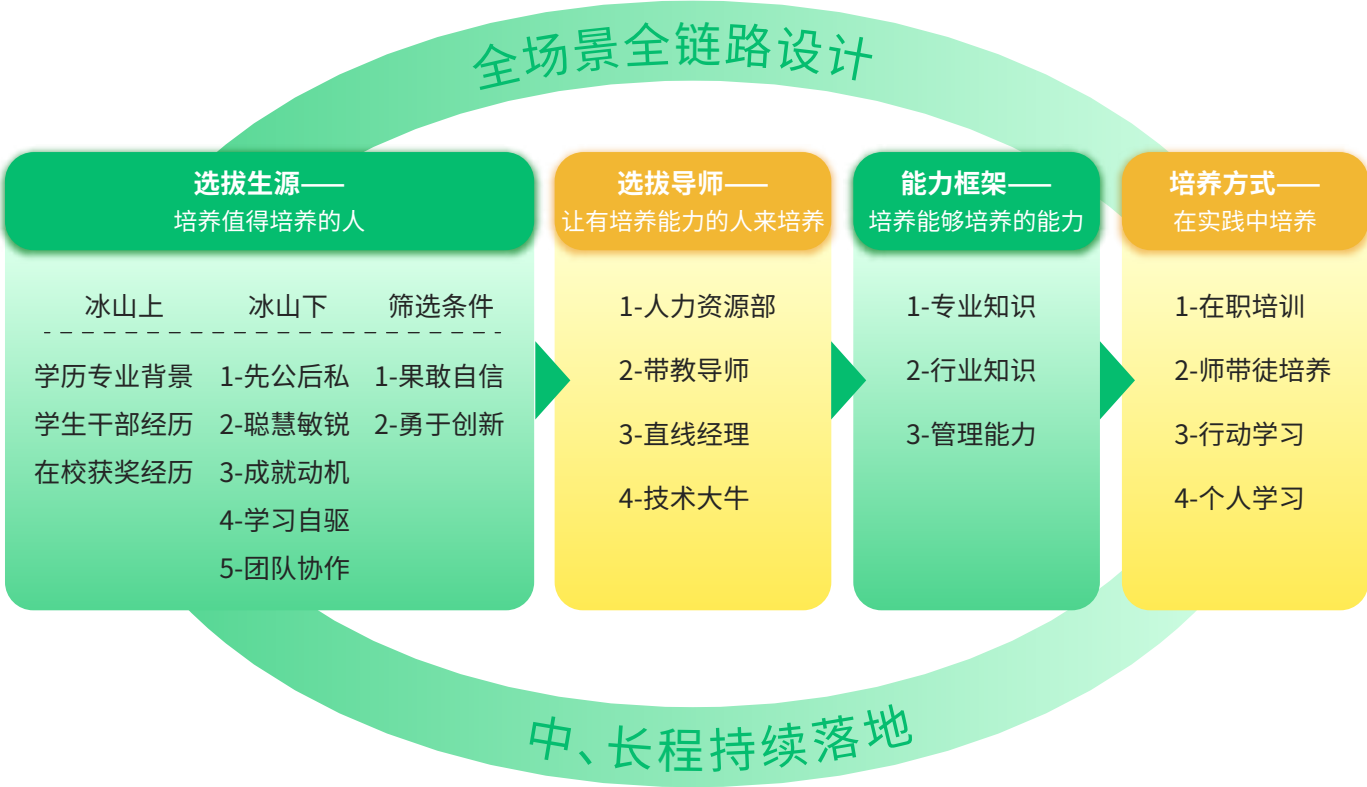 全场景全链路设计
选拔生源——
培养值得培养的人
冰山上
冰山下
筛选条件
学历专业背景
1-先公后私
1-果敢自信
学生干部经历
2-聪慧敏锐
2-勇于创新
在校获奖经历
3-成就动机
4-学习自驱
5-团队协作
选拔导师——
让有培养能力的人来培养
1-人力资源部
2-带教导师
3-直线经理
4-技术大牛
能力框架——
培养能够培养的能力
1-专业知识
2-行业知识
3-管理能力
培养方式——
在实践中培养
1-在职培训
2-师带徒培养
3-行动学习
4-个人学习
中、长程持续落地